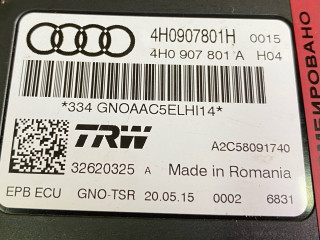 4H0907801H 0015
4H0 907 801 A H04
*334 GNOAAC5ELHI14*
TRW A2C58091740
32620325 A Made in Romania
EPB ECU GNO-TSR 20.05.15 0002 6831